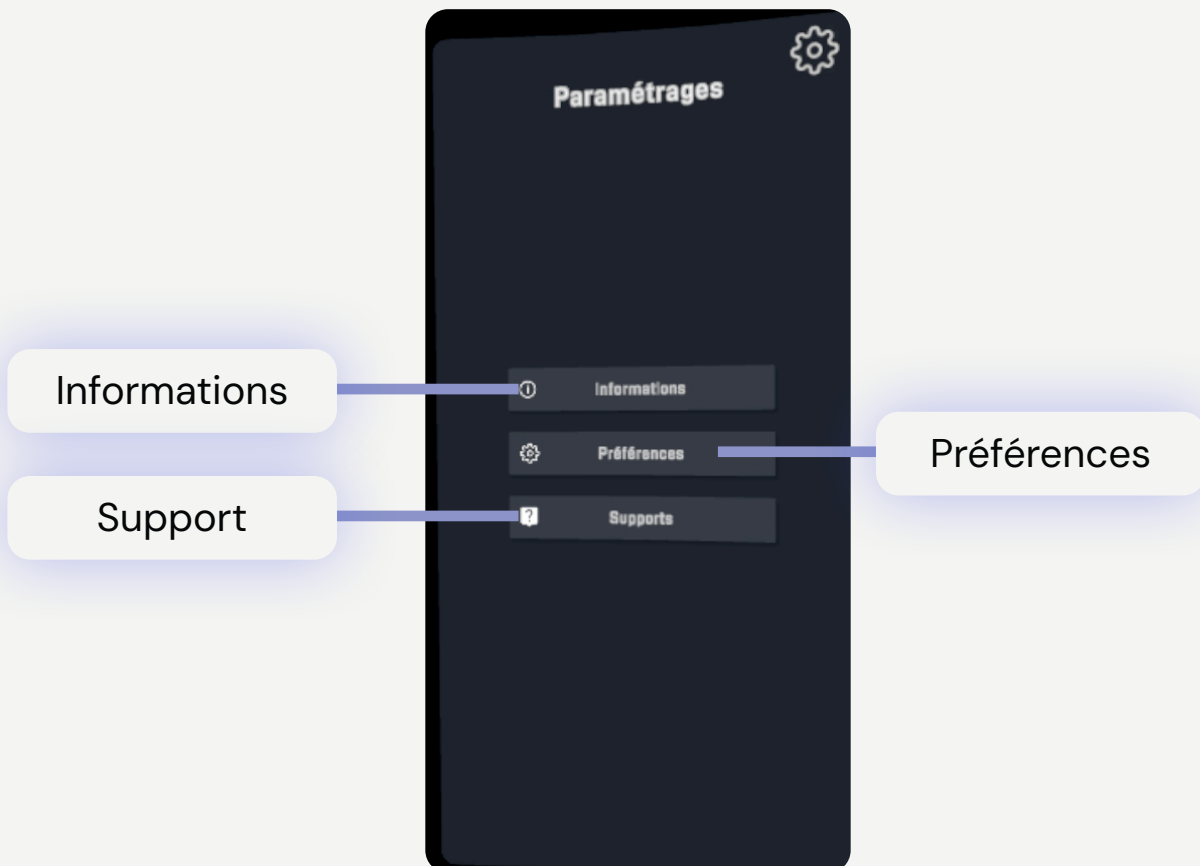 Paramétrages
Informations
Informations
Préférences
Préférences
Support
Supports